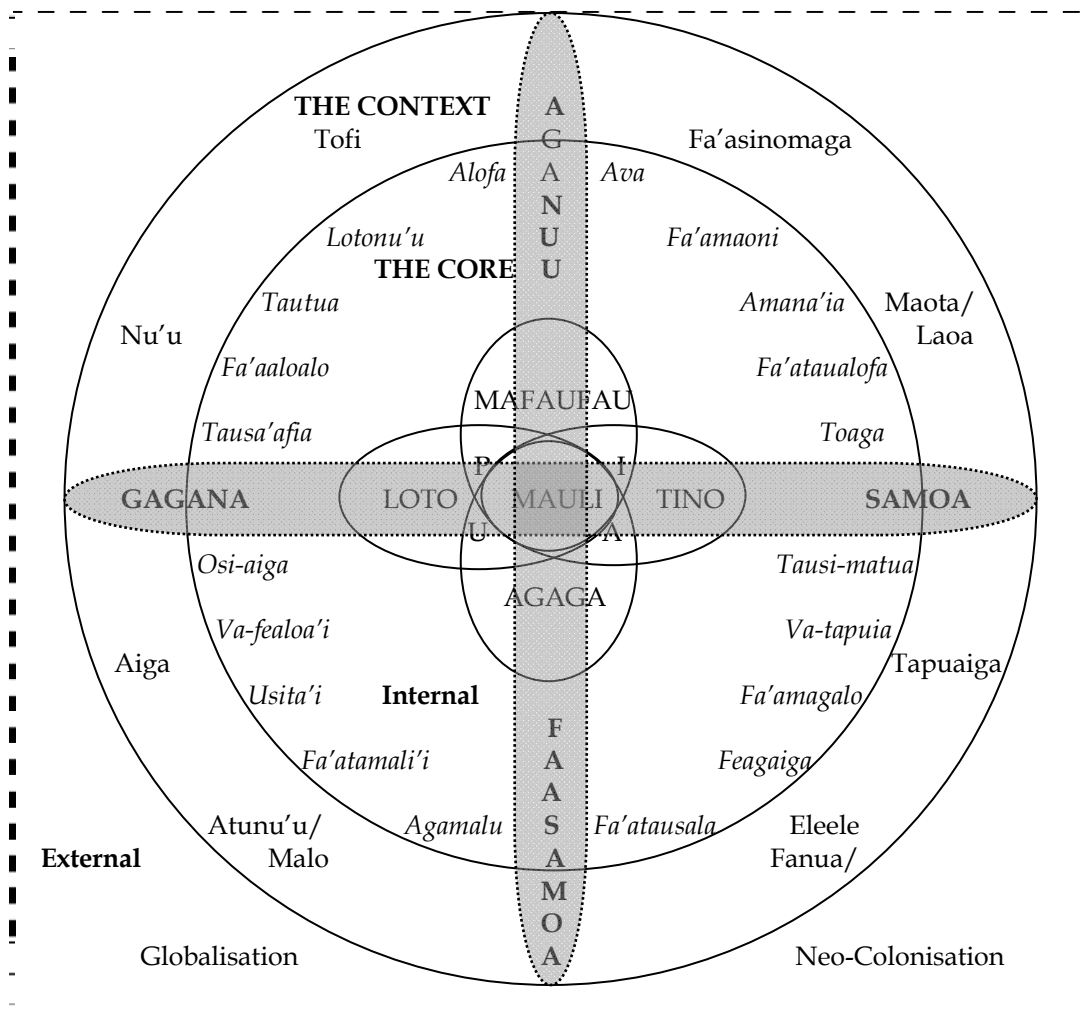 THE CONTEXT
Tofi
Fa’asinomaga
AGANUU
Alofa
Ava
Lotonu’u
Fa’amaoni
THE CORE
Tautua
Amana’ia
Maota/
Laoa
Nu’u
Fa’aaloalo
Fa’ataualofa
MAFAUFAU
Tausa’afia
Toaga
P I
GAGANA LOTO MAULI TINO SAMOA
U A
Osi-aiga
Tausi-matua
AGAGA
Va-fealoa’i
Va-tapuia
Aiga
Tapuaiga
Usita’i
Internal
Fa’amagalo
FAASAMOA
Fa’atamali’i
Feagaiga
Atunu’u/
Malo
Agamalu
Fa’atausala
Eleele
Fanua/
External
Globalisation
Neo-Colonisation